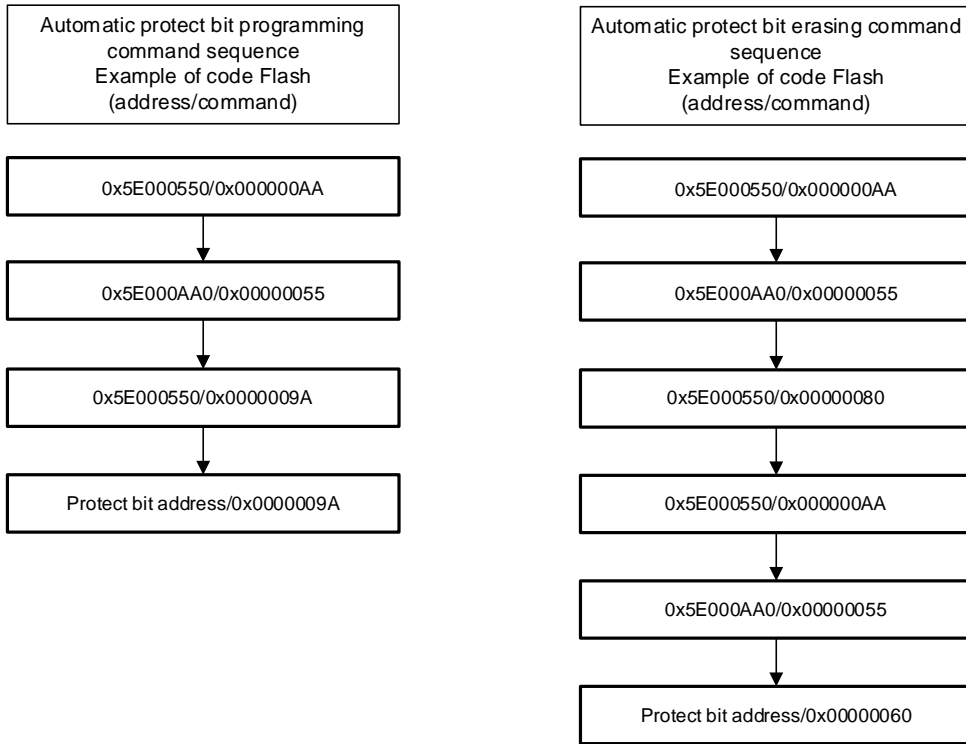 Automatic protect bit programming
command sequence
Example of code Flash
(address/command)
0x5E000550/0x000000AA
0x5E000AA0/0x00000055
0x5E000550/0x0000009A
Protect bit address/0x0000009A
Automatic protect bit erasing command
sequence
Example of code Flash
(address/command)
0x5E000550/0x000000AA
0x5E000AA0/0x00000055
0x5E000550/0x00000080
0x5E000550/0x000000AA
0x5E000AA0/0x00000055
Protect bit address/0x00000060